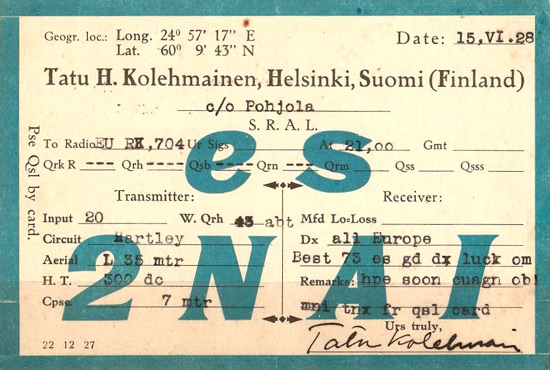 Geogr. loc.: Long. 24° 57' 17" E
Lat. 60° 9' 43" N
Date: 15,VI.28
Tatu H. Kolehmainen, Helsinki, Suomi (Finland)
c/o Pohjola
S. R. A. L.
To Radio EU RK,704 Ur Sigs At 21,oo Gmt
Qrk R --- Qrh --- Qsb --- Qrn --- Qrm Qss Qsss
es
Pse Qsl by card.
Transmitter: Receiver:
Input 20 W. Qrh 43 abt Mfd Lo=Loss
Circuit Hartley Dx all Europe
Aerial L 35 mtr Best 73 es gd dx luck om
H. T. 300 dc Remarks: hpe soon cuagn ob!
Cpse. 7 mtr mni tnx fr qsl card
2NAI
Urs truly,
Tatu Kolehmainen
22 12 27